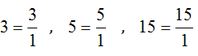 3 = 3/1 , 5 = 5/1 , 15 = 15/1